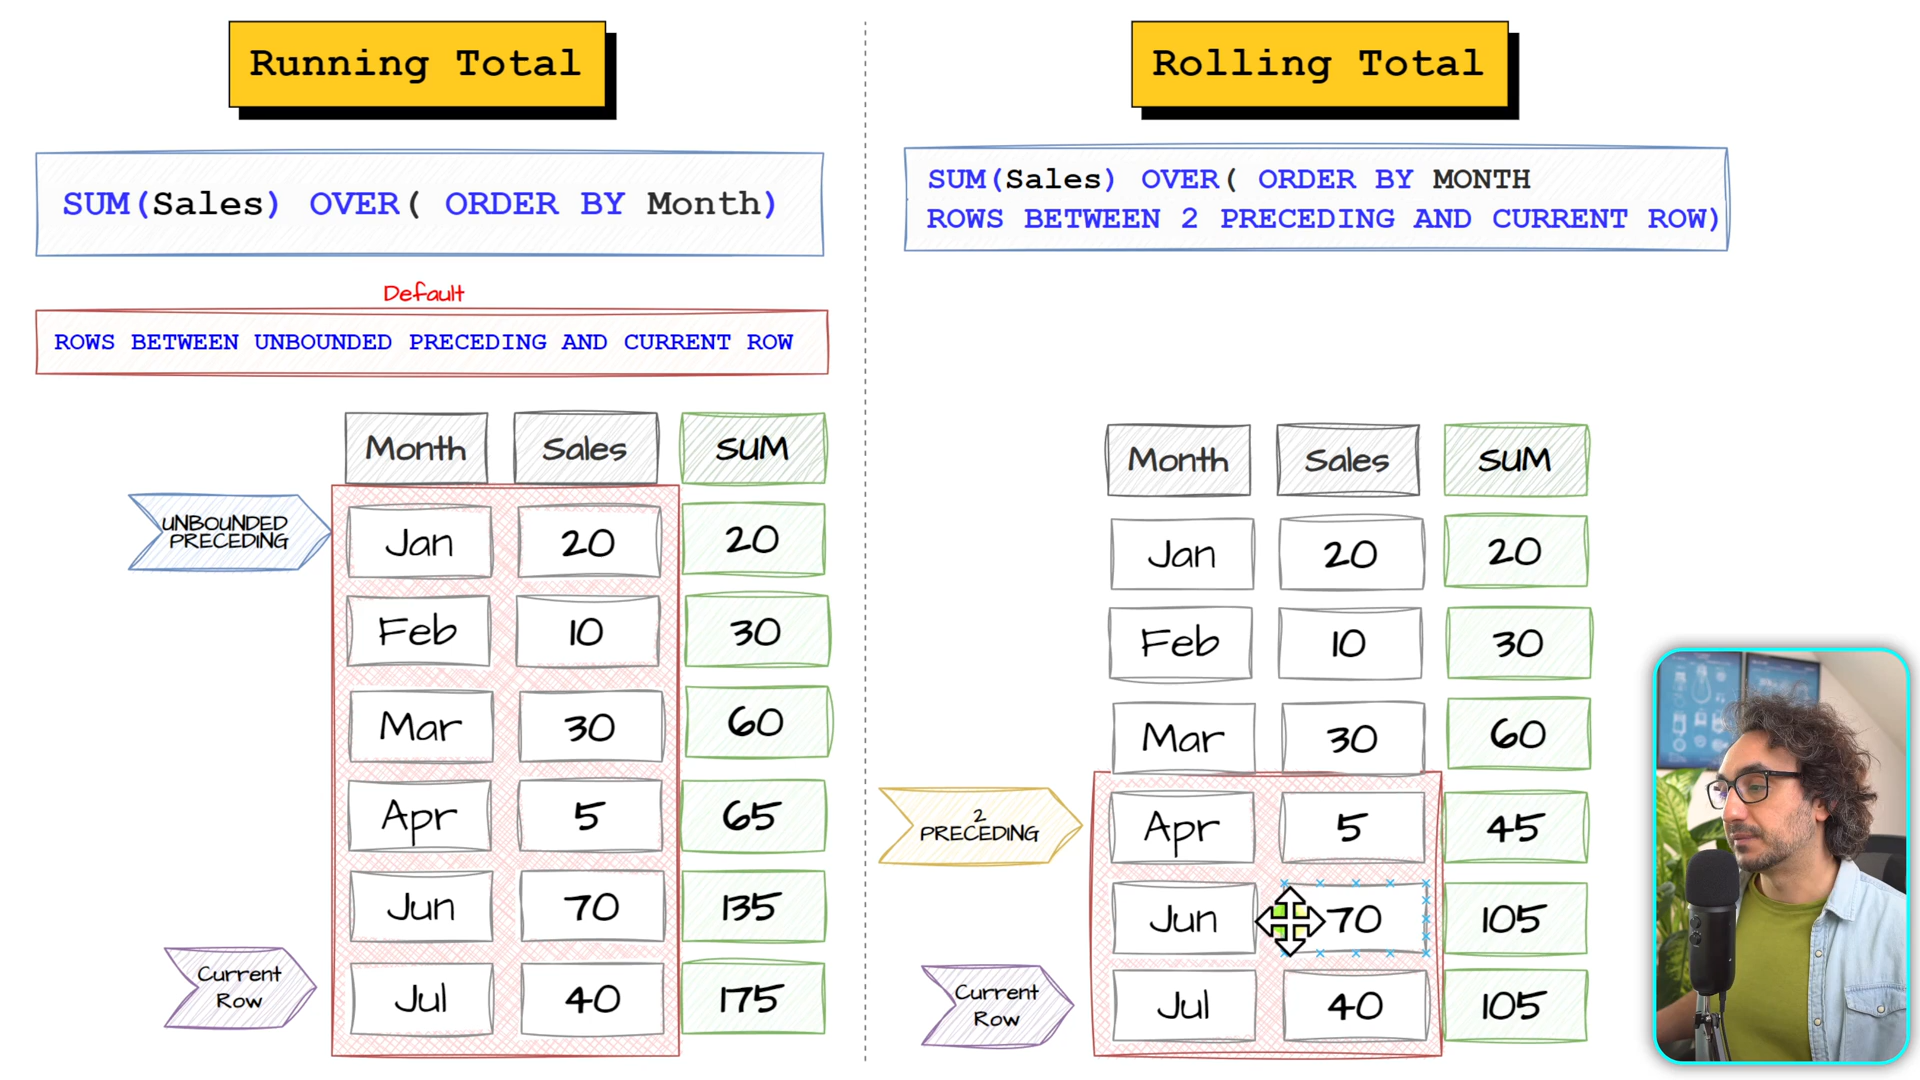 Running Total
SUM(Sales) OVER( ORDER BY Month)
Default
ROWS BETWEEN UNBOUNDED PRECEDING AND CURRENT ROW
Month Sales SUM
UNBOUNDED
PRECEDING
Jan 20 20
Feb 10 30
Mar 30 60
Apr 5 65
Jun 70 135
Current
Row
Jul 40 175
Rolling Total
SUM(Sales) OVER( ORDER BY MONTH
ROWS BETWEEN 2 PRECEDING AND CURRENT ROW)
Month Sales SUM
Jan 20 20
Feb 10 30
Mar 30 60
2
PRECEDING
Apr 5 45
Jun 70 105
Current
Row
Jul 40 105